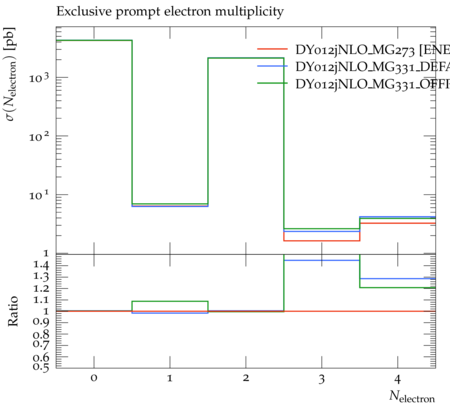 Exclusive prompt electron multiplicity
σ(N_electron) [pb]
DY012jNLO_MG273 [ENE
DY012jNLO_MG331_DEFA
DY012jNLO_MG331_OFFI
10^3
10^2
10^1
1
Ratio
1.4
1.3
1.2
1.1
1
0.9
0.8
0.7
0.6
0.5
0 1 2 3 4
N_electron